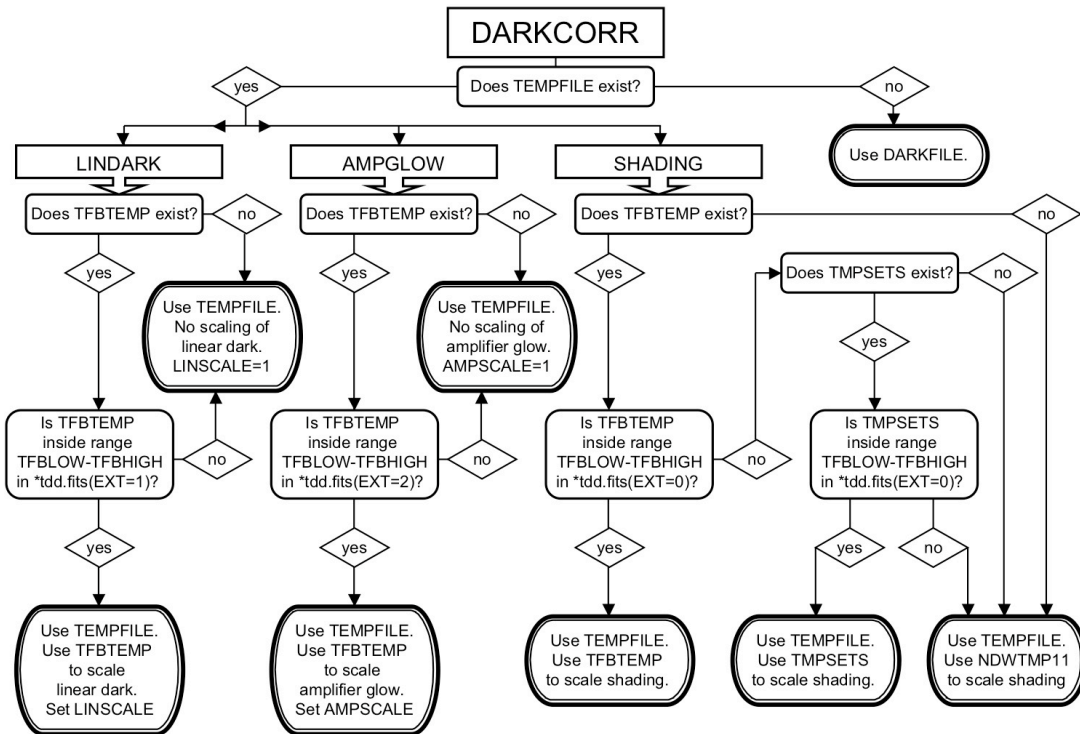 DARKCORR
Does TEMPFILE exist?
yes
no
Use DARKFILE.
LINDARK
AMPGLOW
SHADING
Does TFBTEMP exist?
no
Does TFBTEMP exist?
no
Does TFBTEMP exist?
no
yes
yes
yes
Does TMPSETS exist?
no
Use TEMPFILE.
No scaling of
linear dark.
LINSCALE=1
Use TEMPFILE.
No scaling of
amplifier glow.
AMPSCALE=1
yes
Is TFBTEMP
inside range
TFBLOW-TFBHIGH
in *tdd.fits(EXT=1)?
no
Is TFBTEMP
inside range
TFBLOW-TFBHIGH
in *tdd.fits(EXT=2)?
no
Is TFBTEMP
inside range
TFBLOW-TFBHIGH
in *tdd.fits(EXT=0)?
no
Is TMPSETS
inside range
TFBLOW-TFBHIGH
in *tdd.fits(EXT=0)?
yes
yes
yes
yes
no
Use TEMPFILE.
Use TFBTEMP
to scale
linear dark.
Set LINSCALE
Use TEMPFILE.
Use TFBTEMP
to scale
amplifier glow.
Set AMPSCALE
Use TEMPFILE.
Use TFBTEMP
to scale shading.
Use TEMPFILE.
Use TMPSETS
to scale shading.
Use TEMPFILE.
Use NDWTMP11
to scale shading